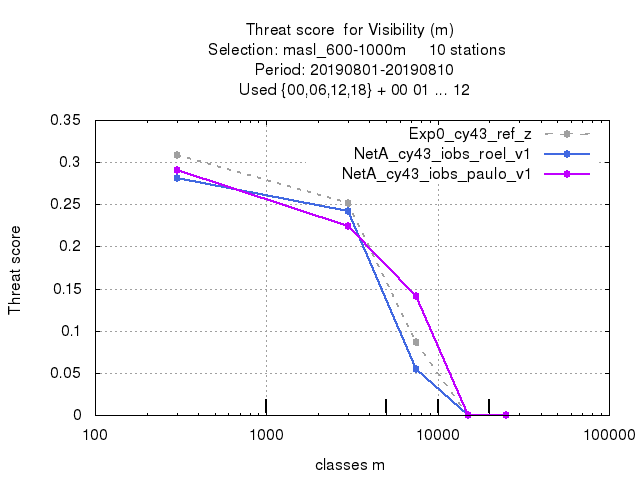 Threat score  for Visibility (m)
Selection: masl_600-1000m     10 stations
Period: 20190801-20190810
Used {00,06,12,18} + 00 01 ... 12
Exp0_cy43_ref_z
NetA_cy43_iobs_roel_v1
NetA_cy43_iobs_paulo_v1
0.35
0.3
0.25
0.2
0.15
0.1
0.05
0
Threat score
100 1000 10000 100000
classes m